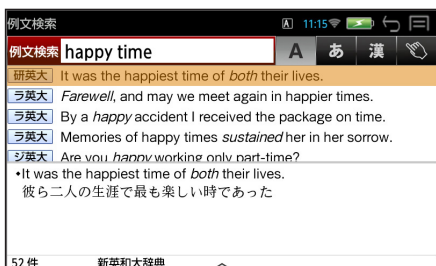 例文検索 A 11:15
例文検索 happy time A あ 漢
研英大 It was the happiest time of both their lives.
ラ英大 Farewell, and may we meet again in happier times.
ラ英大 By a happy accident I received the package on time.
ラ英大 Memories of happy times sustained her in her sorrow.
ジ英大 Are you happy working only part-time?
•It was the happiest time of both their lives.
彼ら二人の生涯で最も楽しい時であった
52 件 新英和大辞典